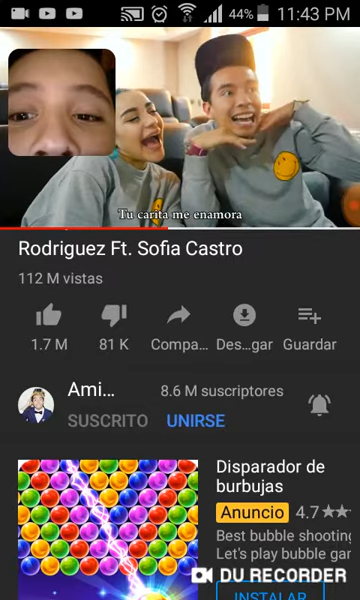 44% 11:43 PM
Tu carita me enamora
Rodriguez Ft. Sofia Castro
112 M vistas
1.7 M 81 K Compa... Des...gar Guardar
Ami... 8.6 M suscriptores
SUSCRITO UNIRSE
Disparador de
burbujas
Anuncio 4.7
Best bubble shooting
Let's play bubble gar
DU RECORDER
INSTALAR